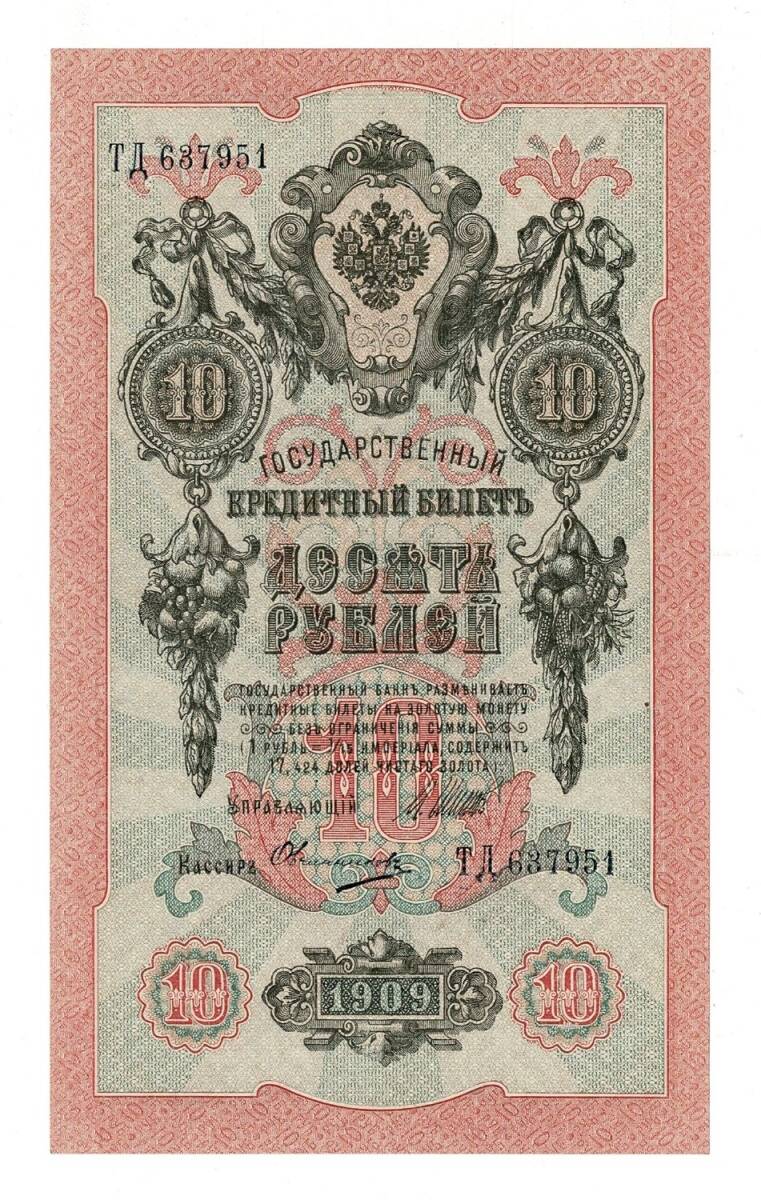 ТД 637951
10 10
ГОСУДАРСТВЕННЫЙ
КРЕДИТНЫЙ БИЛЕТЪ
ДЕСЯТЬ
РУБЛЕЙ
ГОСУДАРСТВЕННЫЙ БАНКЪ РАЗМѢНИВАЕТЪ
КРЕДИТНЫЕ БИЛЕТЫ НА ЗОЛОТУЮ МОНЕТУ
БЕЗЪ ОГРАНИЧЕНІЯ СУММЫ
(1 РУБЛЬ = 1/15 ИМПЕРІАЛА, СОДЕРЖИТЪ
17,424 ДОЛЕЙ ЧИСТАГО ЗОЛОТА).
10
УПРАВЛЯЮЩІЙ
Кассиръ Овчинниковъ ТД 637951
10 1909 10